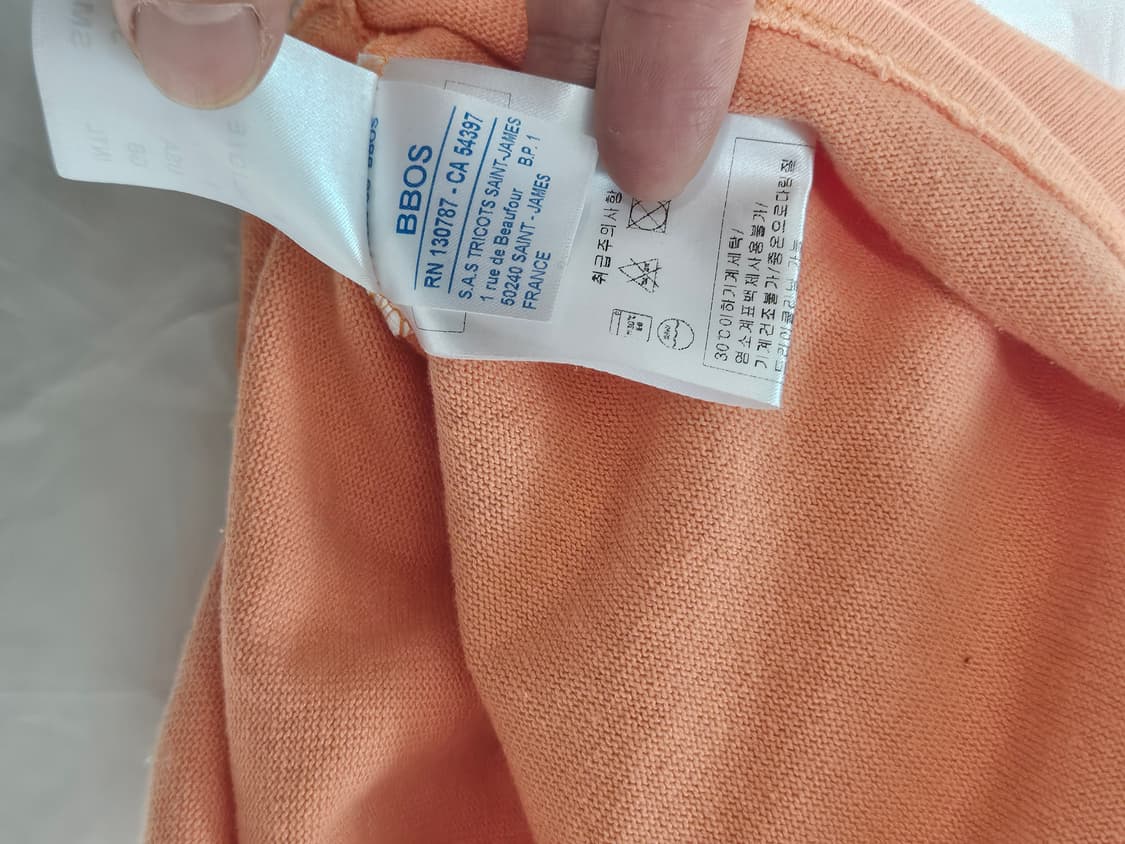 BBOS
RN 130787 - CA 54397
S.A.S TRICOTS SAINT-JAMES
1 rue de Beaufour B.P. 1
50240 SAINT - JAMES
FRANCE
취급주의사항
30℃이하기계세탁/
염소계표백제사용불가/
기계건조불가/중온으로다림질